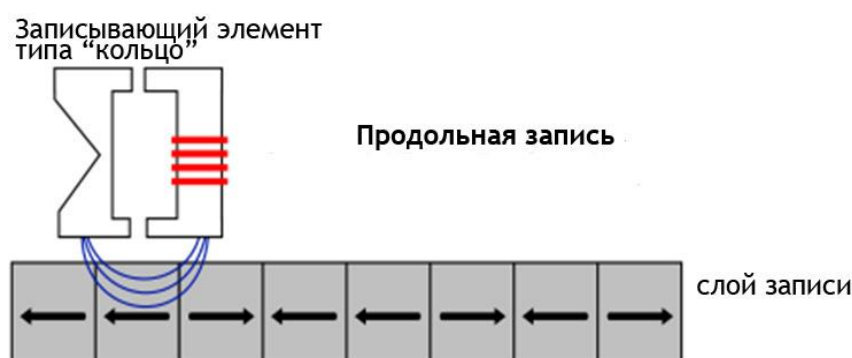 Записывающий элемент
типа “кольцо”
Продольная запись
слой записи